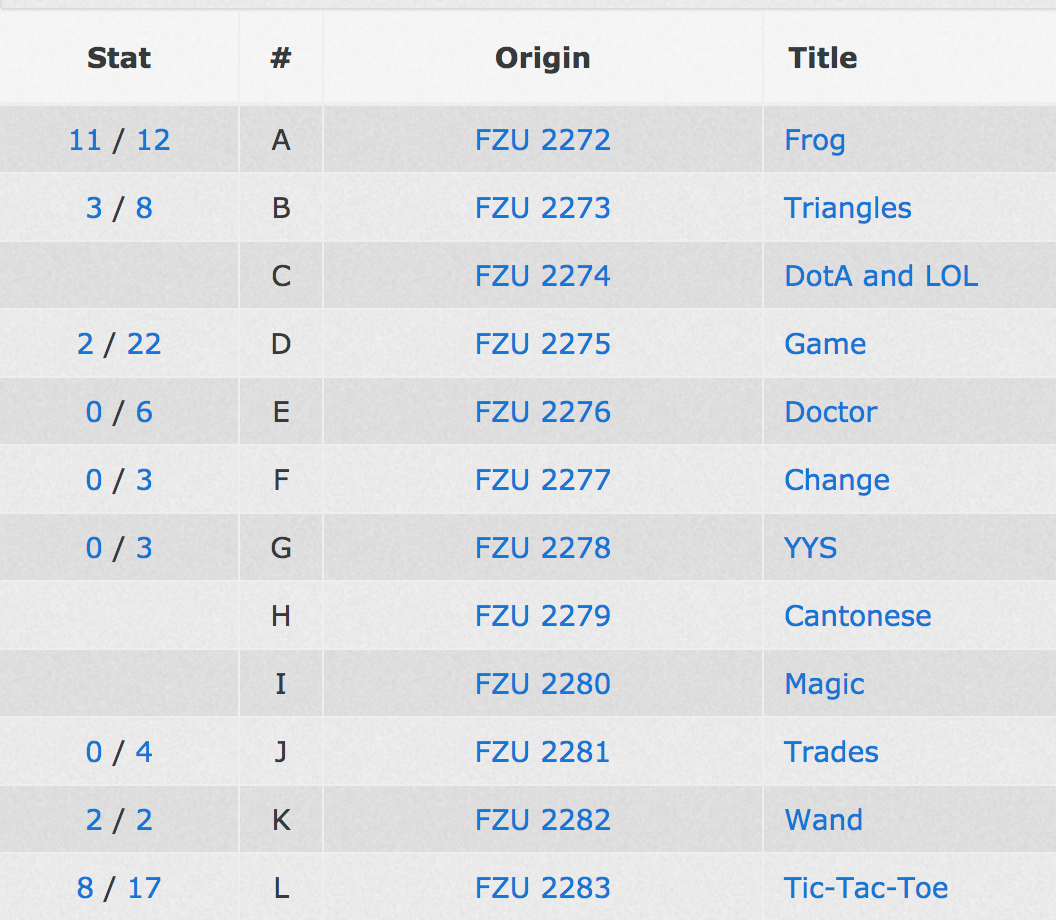 Stat # Origin Title
11 / 12 A FZU 2272 Frog
3 / 8 B FZU 2273 Triangles
C FZU 2274 DotA and LOL
2 / 22 D FZU 2275 Game
0 / 6 E FZU 2276 Doctor
0 / 3 F FZU 2277 Change
0 / 3 G FZU 2278 YYS
H FZU 2279 Cantonese
I FZU 2280 Magic
0 / 4 J FZU 2281 Trades
2 / 2 K FZU 2282 Wand
8 / 17 L FZU 2283 Tic-Tac-Toe